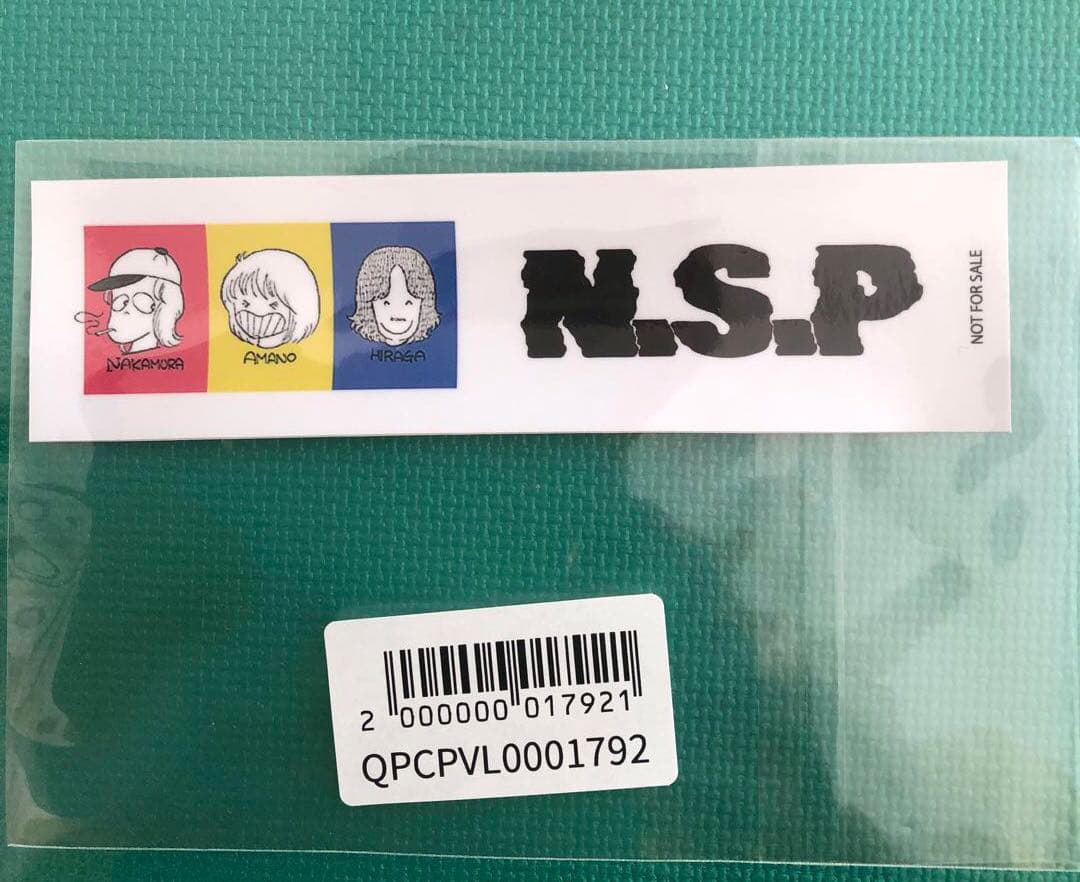 NAKAMURA
AMANO
HIRAGA
N.S.P
NOT FOR SALE
2 000000 017921
QPCPVL0001792